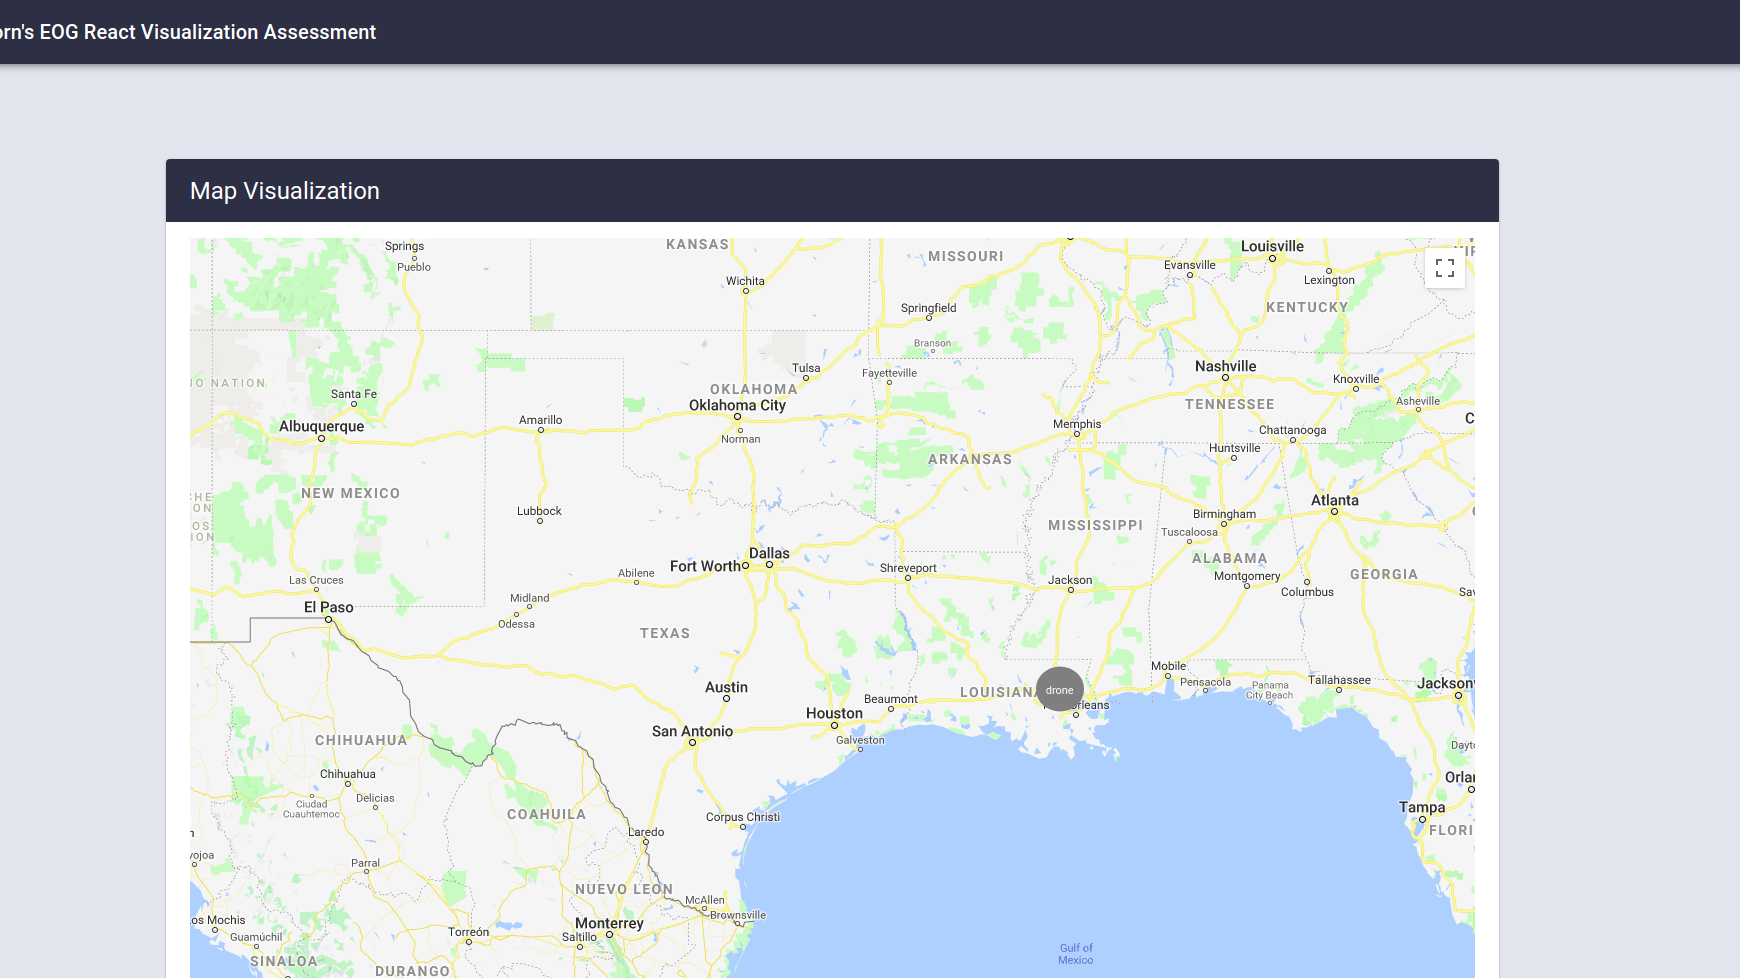 orn's EOG React Visualization Assessment
Map Visualization
Springs
Pueblo
KANSAS
Wichita
MISSOURI
Springfield
Branson
Louisville
Evansville
Lexington
KENTUCKY
Tulsa
Fayetteville
OKLAHOMA
Oklahoma City
Norman
Nashville
Knoxville
TENNESSEE
Asheville
Memphis
Chattanooga
Huntsville
NATION
Santa Fe
Albuquerque
Amarillo
NEW MEXICO
Lubbock
ARKANSAS
Atlanta
Birmingham
MISSISSIPPI
Tuscaloosa
ALABAMA
Montgomery
GEORGIA
Columbus
Las Cruces
El Paso
Midland
Odessa
Abilene
Fort Worth
Dallas
Shreveport
Jackson
TEXAS
Austin
San Antonio
Houston
Beaumont
Galveston
LOUISIANA
drone
Orleans
Mobile
Pensacola
Panama
City Beach
Tallahassee
Jackson
CHIHUAHUA
Chihuahua
Ciudad
Cuauhtemoc
Delicias
COAHUILA
Corpus Christi
Laredo
Parral
NUEVO LEON
McAllen
Brownsville
Monterrey
Saltillo
Torreón
os Mochis
Guamúchil
SINALOA
DURANGO
Dayto
Orla
Tampa
FLORI
Gulf of
Mexico